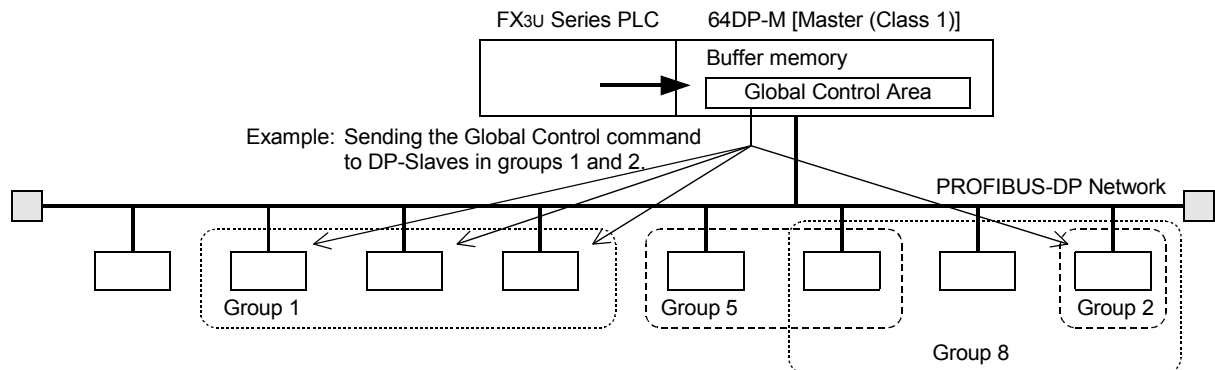 FX3U Series PLC 64DP-M [Master (Class 1)]
Buffer memory
Global Control Area
Example: Sending the Global Control command
to DP-Slaves in groups 1 and 2.
PROFIBUS-DP Network
Group 1
Group 5
Group 2
Group 8